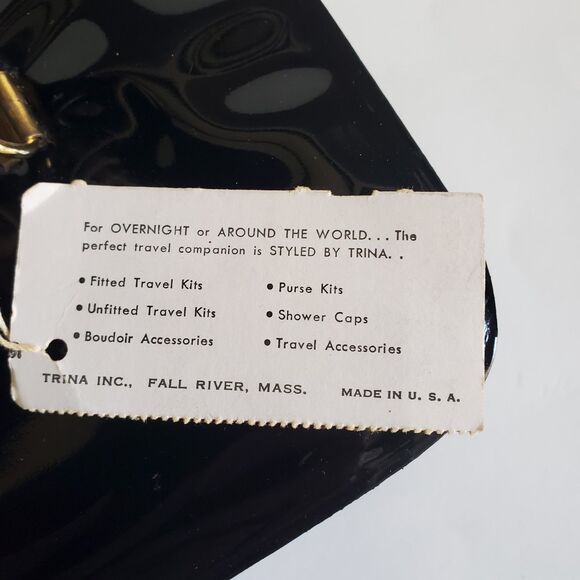 For OVERNIGHT or AROUND THE WORLD... The
perfect travel companion is STYLED BY TRINA..
• Fitted Travel Kits
• Unfitted Travel Kits
• Boudoir Accessories
• Purse Kits
• Shower Caps
• Travel Accessories
TRINA INC., FALL RIVER, MASS. MADE IN U. S. A.